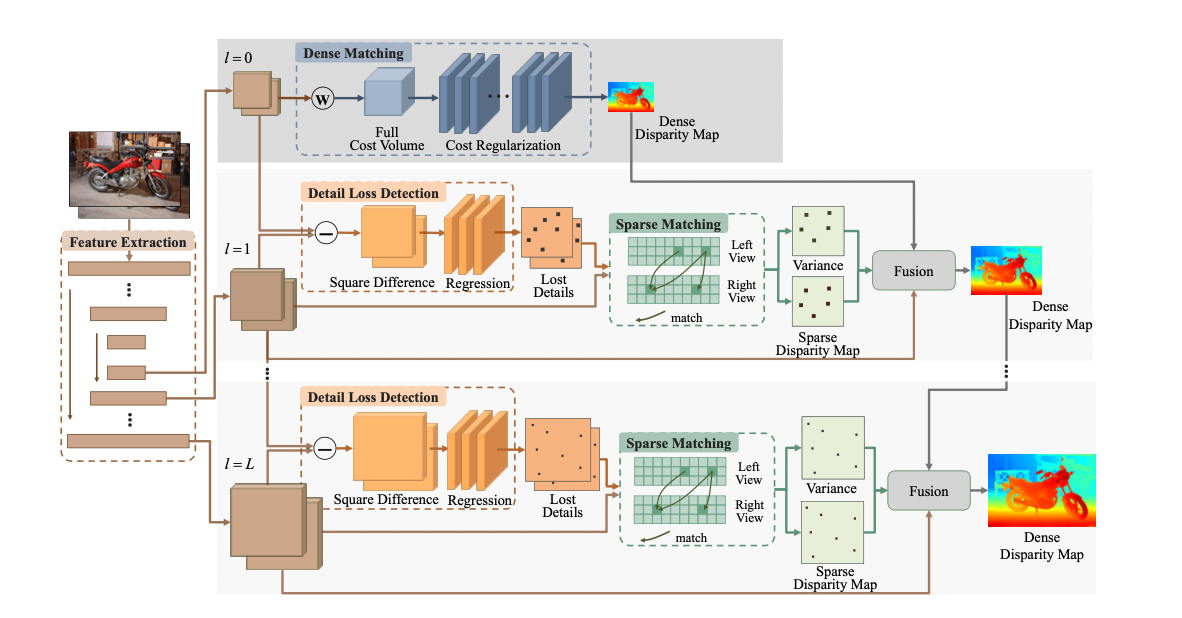 l = 0
Dense Matching
W
Full
Cost Volume
Cost Regularization
Dense
Disparity Map
Feature Extraction
l = 1
Detail Loss Detection
Square Difference
Regression
Lost
Details
Sparse Matching
Left
View
Right
View
match
Variance
Sparse
Disparity Map
Fusion
Dense
Disparity Map
l = L
Detail Loss Detection
Square Difference
Regression
Lost
Details
Sparse Matching
Left
View
Right
View
match
Variance
Sparse
Disparity Map
Fusion
Dense
Disparity Map